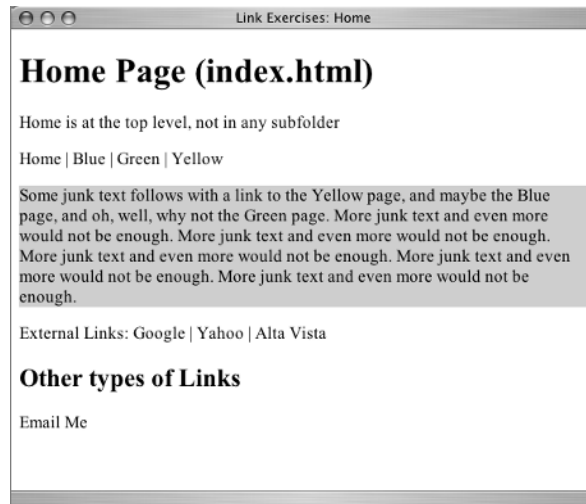 Link Exercises: Home
Home Page (index.html)
Home is at the top level, not in any subfolder
Home | Blue | Green | Yellow
Some junk text follows with a link to the Yellow page, and maybe the Blue
page, and oh, well, why not the Green page. More junk text and even more
would not be enough. More junk text and even more would not be enough.
More junk text and even more would not be enough. More junk text and even
more would not be enough. More junk text and even more would not be
enough.
External Links: Google | Yahoo | Alta Vista
Other types of Links
Email Me